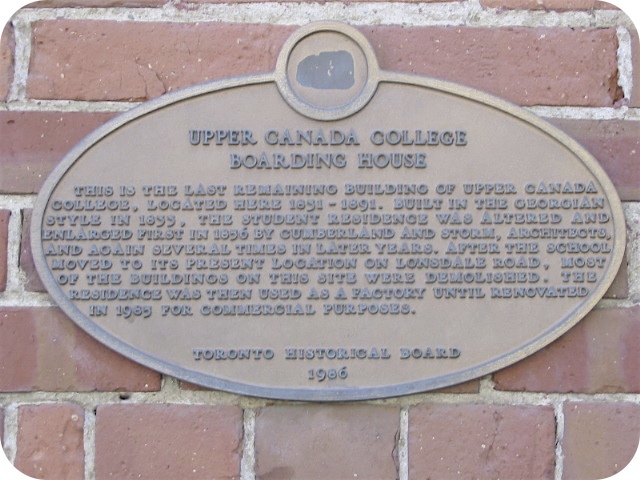 UPPER CANADA COLLEGE
BOARDING HOUSE
THIS IS THE LAST REMAINING BUILDING OF UPPER CANADA
COLLEGE, LOCATED HERE 1831 - 1891. BUILT IN THE GEORGIAN
STYLE IN 1833, THE STUDENT RESIDENCE WAS ALTERED AND
ENLARGED FIRST IN 1856 BY CUMBERLAND AND STORM, ARCHITECTS,
AND AGAIN SEVERAL TIMES IN LATER YEARS. AFTER THE SCHOOL
MOVED TO ITS PRESENT LOCATION ON LONSDALE ROAD, MOST
OF THE BUILDINGS ON THIS SITE WERE DEMOLISHED. THE
RESIDENCE WAS THEN USED AS A FACTORY UNTIL RENOVATED
IN 1985 FOR COMMERCIAL PURPOSES.
TORONTO HISTORICAL BOARD
1986